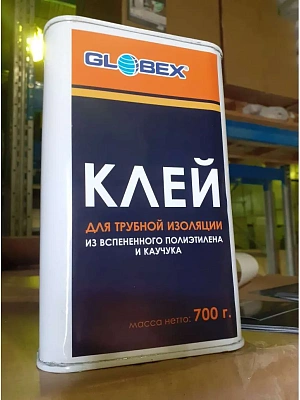 GLOBEX
КЛЕЙ
ДЛЯ ТРУБНОЙ ИЗОЛЯЦИИ
ИЗ ВСПЕНЕННОГО ПОЛИЭТИЛЕНА
И КАУЧУКА
масса нетто: 700 г.